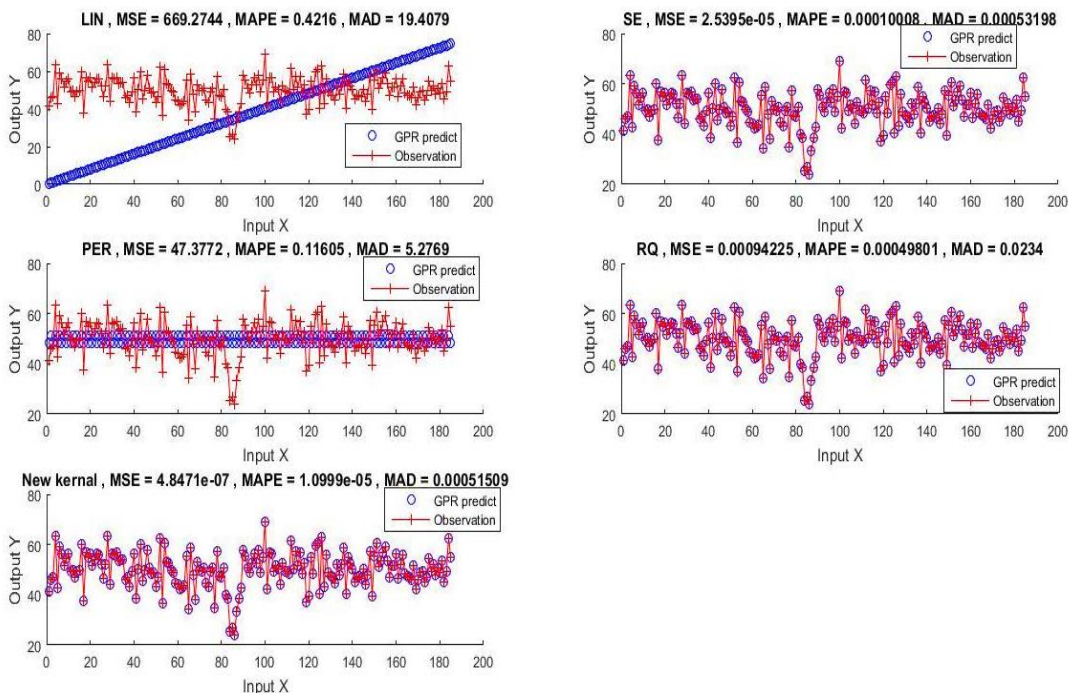 LIN , MSE = 669.2744 , MAPE = 0.4216 , MAD = 19.4079
80
60
40
20
0
Output Y
0 20 40 60 80 100 120 140 160 180 200
Input X
GPR predict
Observation
SE , MSE = 2.5395e-05 , MAPE = 0.00010008 , MAD = 0.00053198
80
60
40
20
Output Y
0 20 40 60 80 100 120 140 160 180 200
Input X
GPR predict
Observation
PER , MSE = 47.3772 , MAPE = 0.11605 , MAD = 5.2769
80
60
40
20
Output Y
0 20 40 60 80 100 120 140 160 180 200
Input X
GPR predict
Observation
RQ , MSE = 0.00094225 , MAPE = 0.00049801 , MAD = 0.0234
80
60
40
20
Output Y
0 20 40 60 80 100 120 140 160 180 200
Input X
GPR predict
Observation
New kernal , MSE = 4.8471e-07 , MAPE = 1.0999e-05 , MAD = 0.00051509
80
60
40
20
Output Y
0 20 40 60 80 100 120 140 160 180 200
Input X
GPR predict
Observation